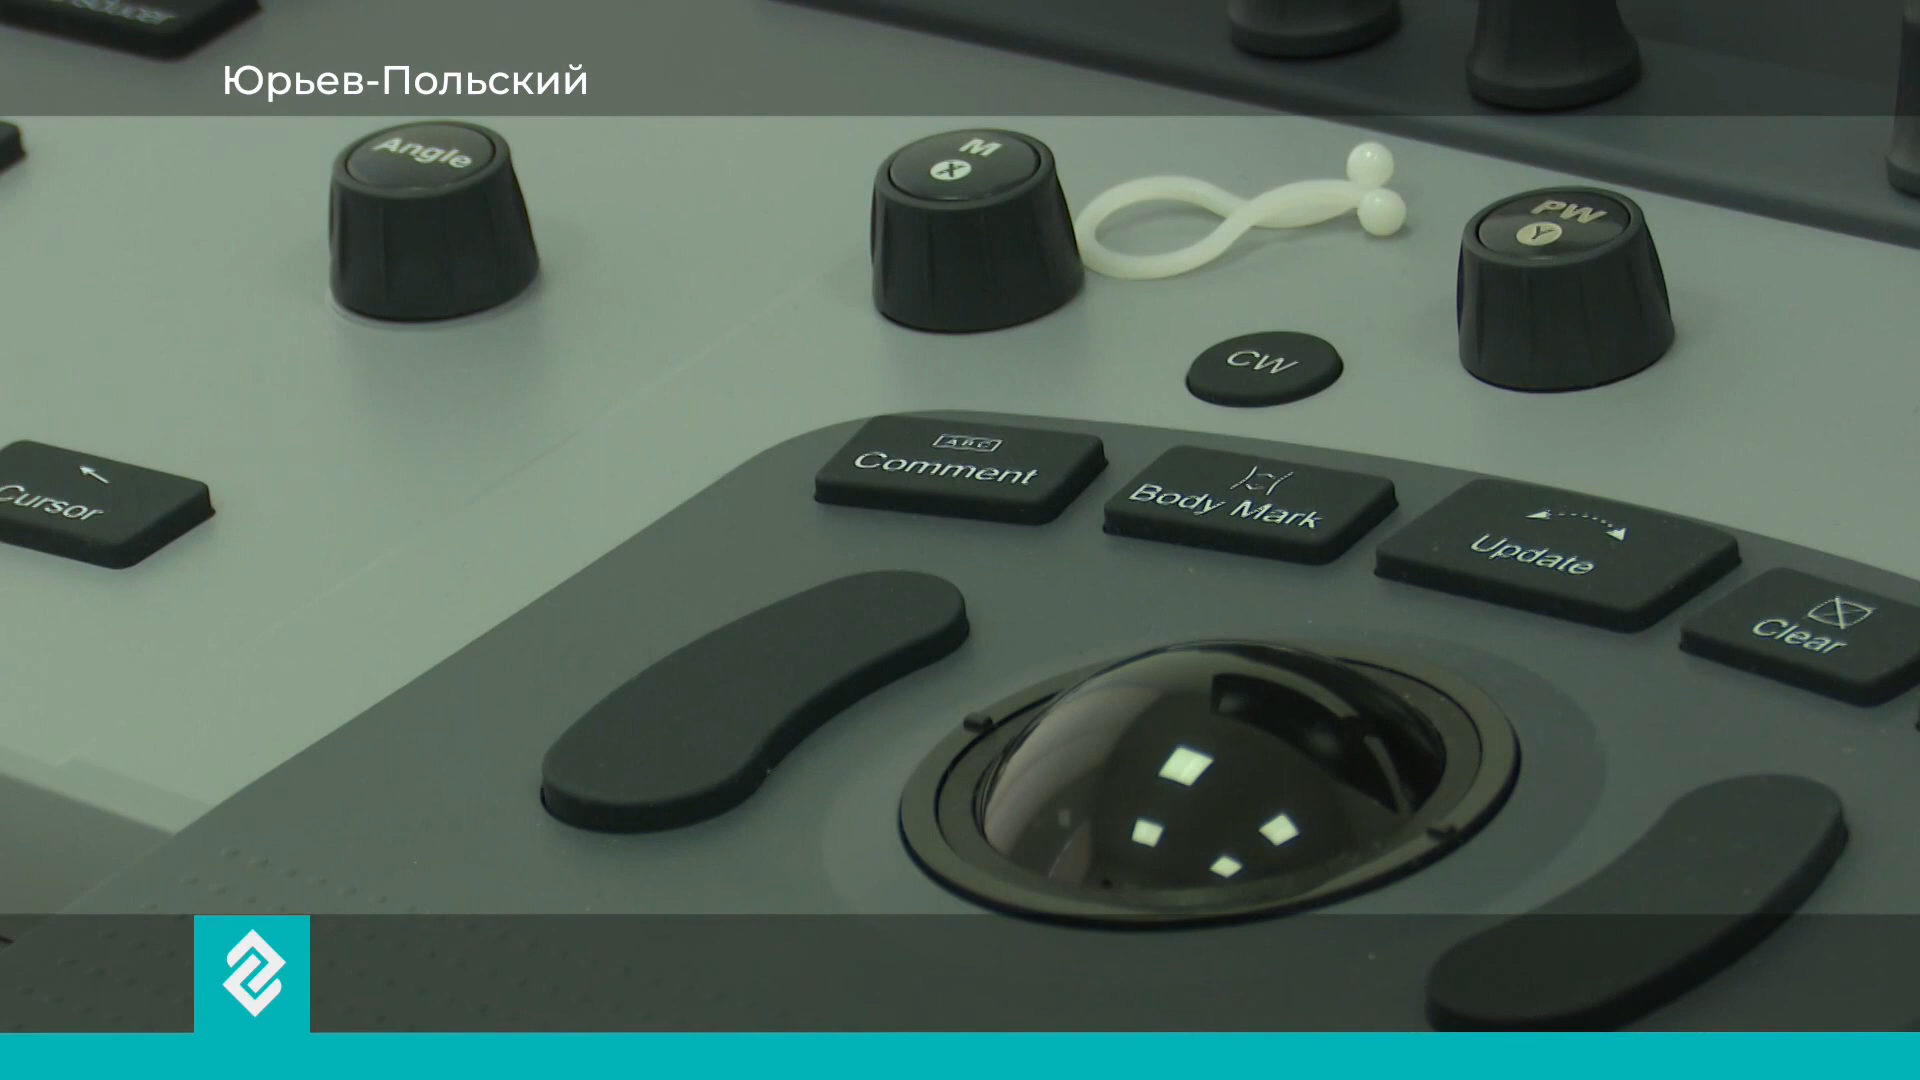 Юрьев-Польский
Angle
M
X
PW
Y
CW
Cursor
ABC
Comment
Body Mark
Update
Clear